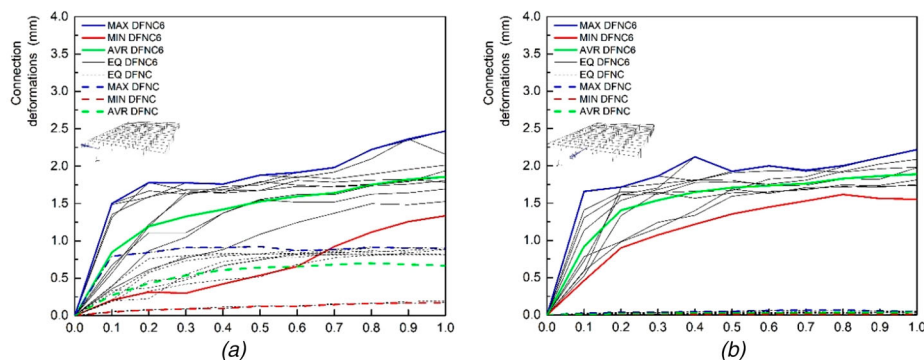 Connection
deformations (mm)
4.0
3.5
3.0
2.5
2.0
1.5
1.0
0.5
0.0
MAX DFNC6
MIN DFNC6
AVR DFNC6
EQ DFNC6
EQ DFNC
MAX DFNC
MIN DFNC
AVR DFNC
0.0 0.1 0.2 0.3 0.4 0.5 0.6 0.7 0.8 0.9 1.0
(a)
Connection
deformations (mm)
4.0
3.5
3.0
2.5
2.0
1.5
1.0
0.5
0.0
MAX DFNC6
MIN DFNC6
AVR DFNC6
EQ DFNC6
EQ DFNC
MAX DFNC
MIN DFNC
AVR DFNC
0.0 0.1 0.2 0.3 0.4 0.5 0.6 0.7 0.8 0.9 1.0
(b)